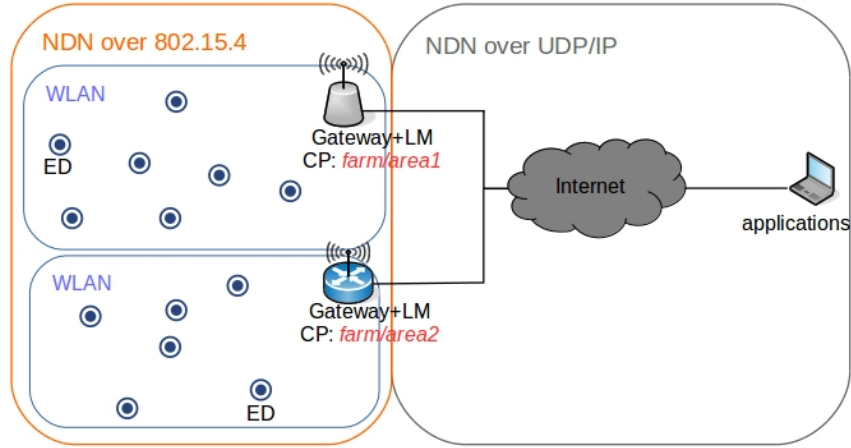 NDN over 802.15.4
NDN over UDP/IP
WLAN
ED
Gateway+LM
CP: farm/area1
Internet
applications
WLAN
Gateway+LM
CP: farm/area2
ED